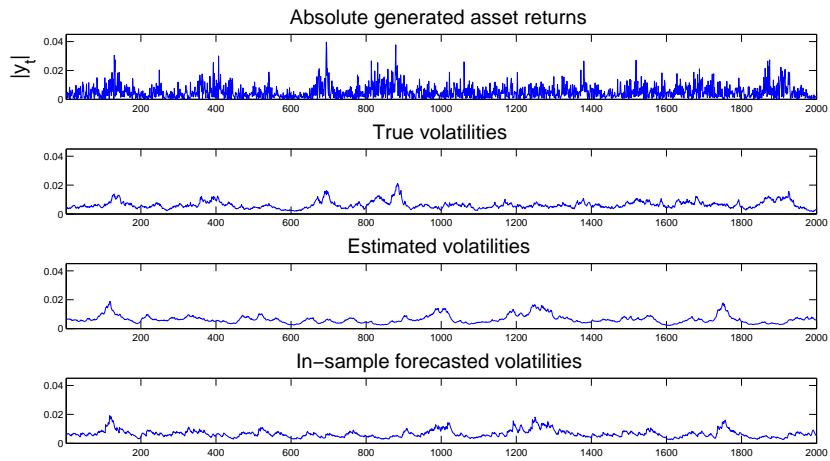 Absolute generated asset returns
|y_t|
0.04
0.02
0
200 400 600 800 1000 1200 1400 1600 1800 2000
True volatilities
0.04
0.02
0
200 400 600 800 1000 1200 1400 1600 1800 2000
Estimated volatilities
0.04
0.02
0
200 400 600 800 1000 1200 1400 1600 1800 2000
In−sample forecasted volatilities
0.04
0.02
0
200 400 600 800 1000 1200 1400 1600 1800 2000